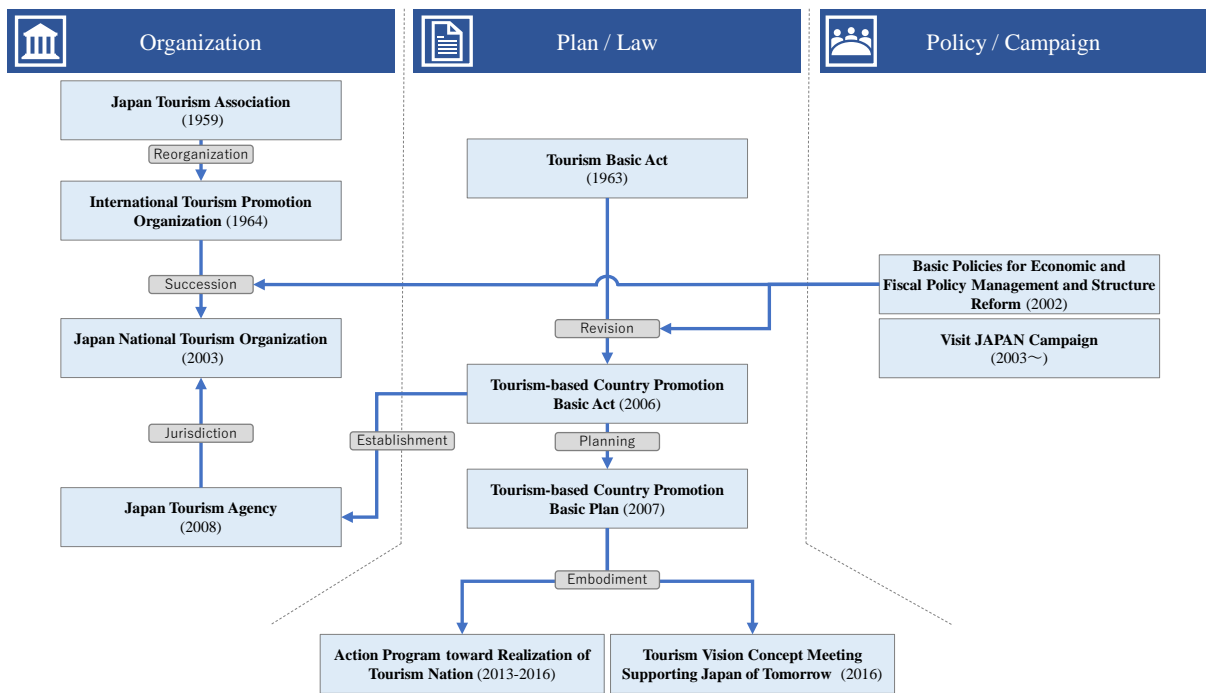 Organization
Plan / Law
Policy / Campaign
Japan Tourism Association
(1959)
Reorganization
International Tourism Promotion
Organization (1964)
Succession
Japan National Tourism Organization
(2003)
Jurisdiction
Japan Tourism Agency
(2008)
Tourism Basic Act
(1963)
Revision
Tourism-based Country Promotion
Basic Act (2006)
Establishment
Planning
Tourism-based Country Promotion
Basic Plan (2007)
Embodiment
Action Program toward Realization of
Tourism Nation (2013-2016)
Tourism Vision Concept Meeting
Supporting Japan of Tomorrow (2016)
Basic Policies for Economic and
Fiscal Policy Management and Structure
Reform (2002)
Visit JAPAN Campaign
(2003～)